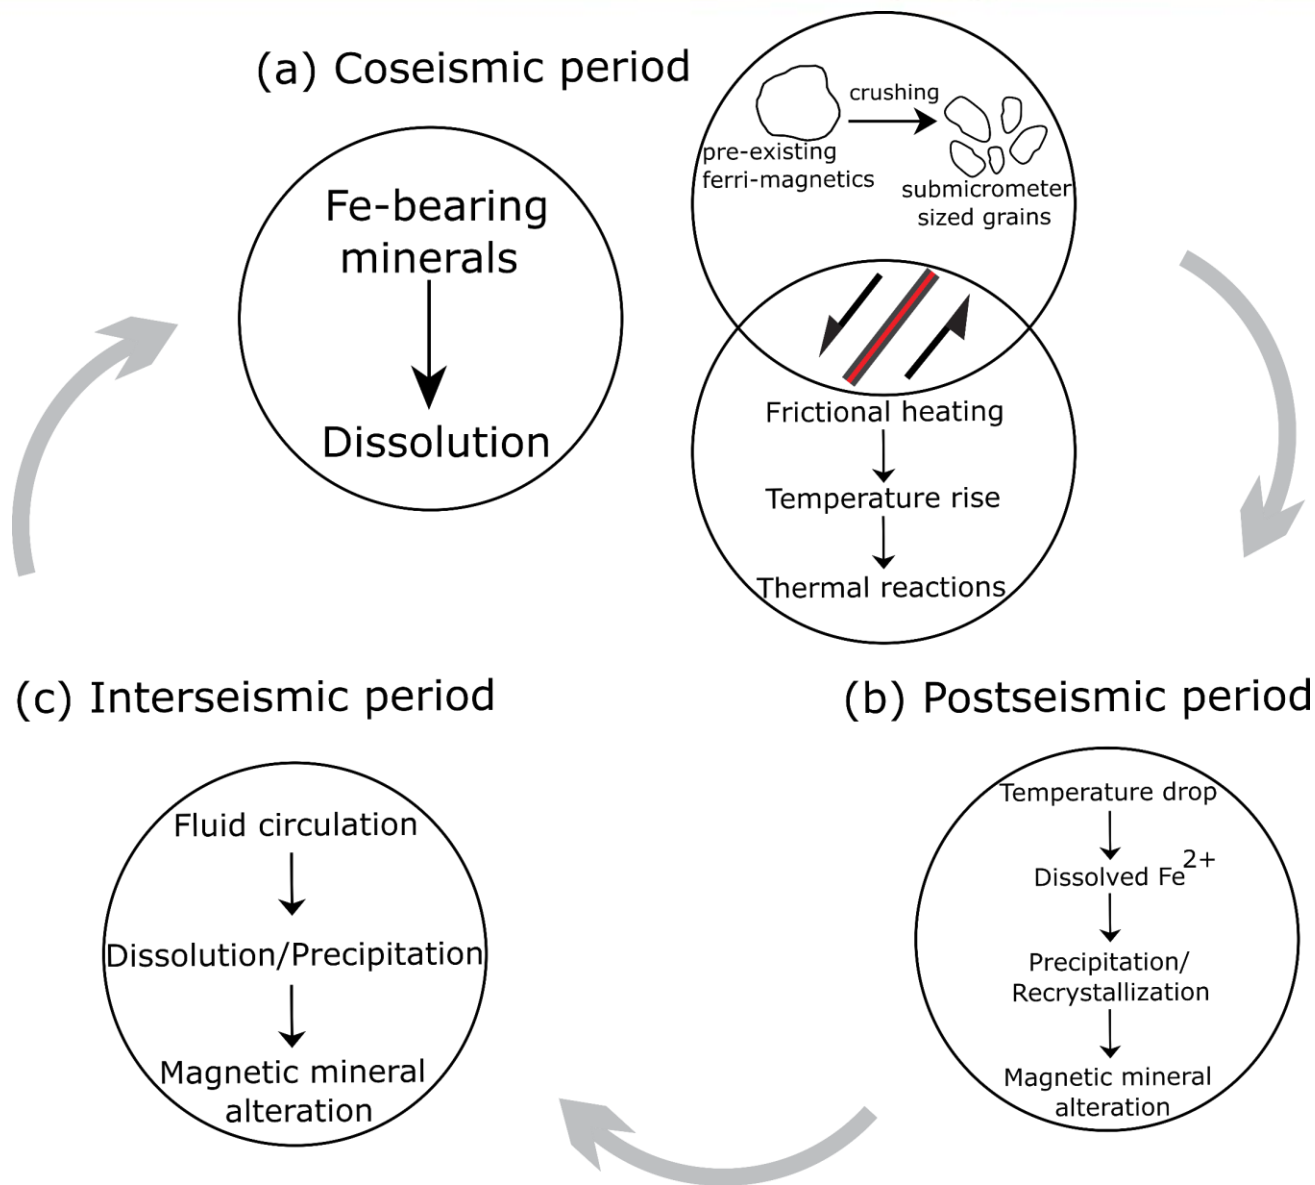 (a) Coseismic period
Fe-bearing
minerals
Dissolution
crushing
pre-existing
ferri-magnetics
submicrometer
sized grains
Frictional heating
Temperature rise
Thermal reactions
(c) Interseismic period
Fluid circulation
Dissolution/Precipitation
Magnetic mineral
alteration
(b) Postseismic period
Temperature drop
Dissolved Fe2+
Precipitation/
Recrystallization
Magnetic mineral
alteration